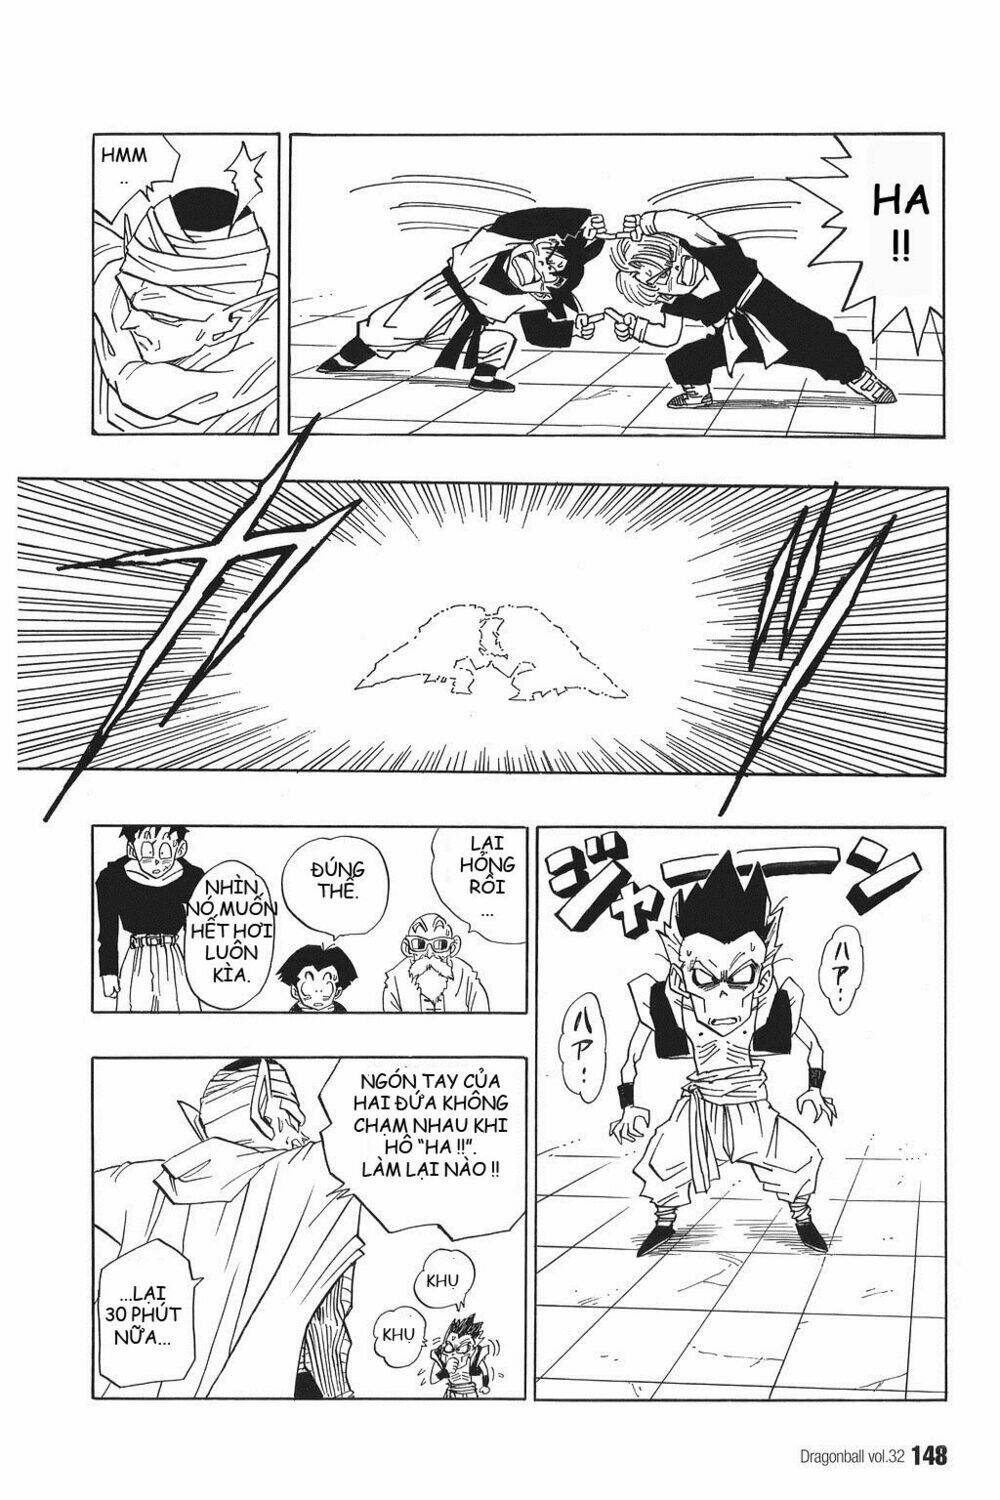 HMM
..
HA
!!
LẠI
HỎNG
RỒI
...
ĐÚNG
THẾ.
NHÌN
NÓ MUỐN
HẾT HƠI
LUÔN
KÌA.
ジャーーン
ハア…
ハア…
NGÓN TAY CỦA
HAI ĐỨA KHÔNG
CHẠM NHAU KHI
HÔ "HA !!".
LÀM LẠI NÀO !!
...LẠI
30 PHÚT
NỮA...
KHỤ
KHỤ
Dragonball vol.32 148